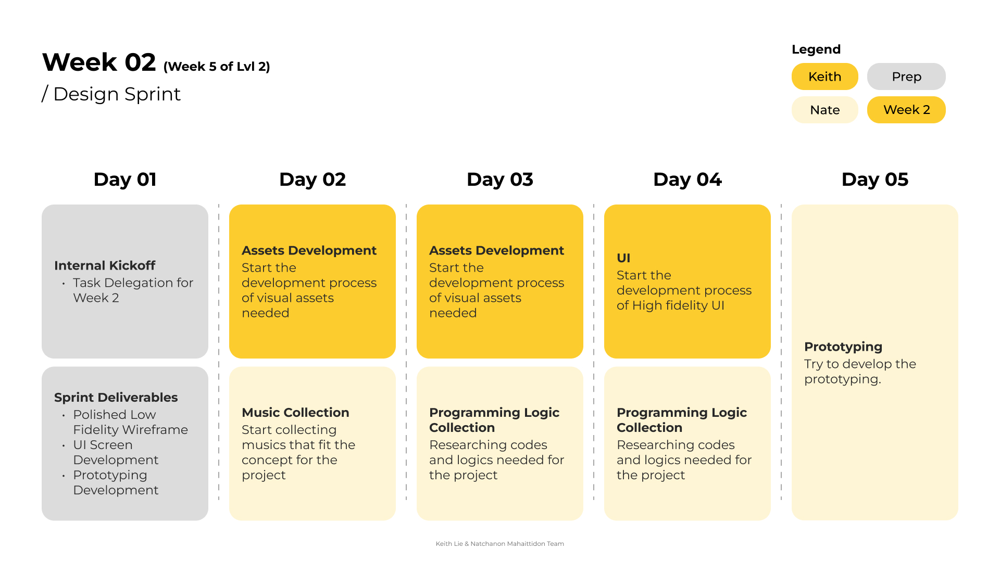 Week 02 (Week 5 of Lvl 2)
/ Design Sprint
Legend
Keith
Prep
Nate
Week 2
Day 01
Day 02
Day 03
Day 04
Day 05
Internal Kickoff
• Task Delegation for
Week 2
Sprint Deliverables
• Polished Low
Fidelity Wireframe
• UI Screen
Development
• Prototyping
Development
Assets Development
Start the
development process
of visual assets
needed
Music Collection
Start collecting
musics that fit the
concept for the
project
Assets Development
Start the
development process
of visual assets
needed
Programming Logic
Collection
Researching codes
and logics needed for
the project
UI
Start the
development process
of High fidelity UI
Programming Logic
Collection
Researching codes
and logics needed for
the project
Prototyping
Try to develop the
prototyping.
Keith Lie & Natchanon Mahaittidon Team